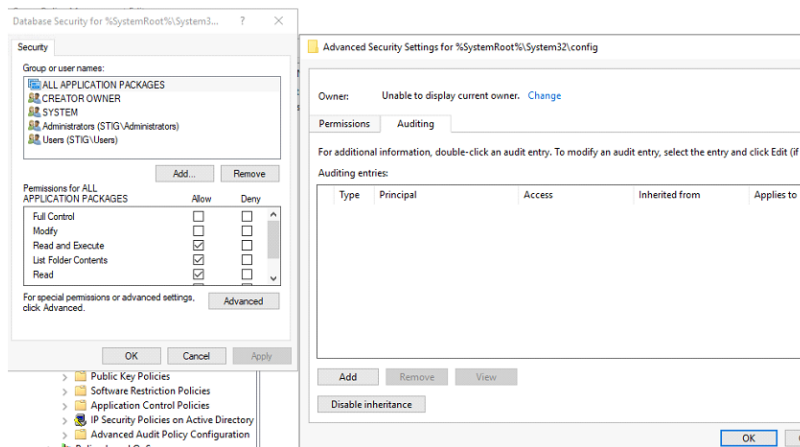 Database Security for %SystemRoot%\System3... ?
Security
Group or user names:
ALL APPLICATION PACKAGES
CREATOR OWNER
SYSTEM
Administrators (STIG\Administrators)
Users (STIG\Users)
Add... Remove
Permissions for ALL
APPLICATION PACKAGES Allow Deny
Full Control
Modify
Read and Execute
List Folder Contents
Read
For special permissions or advanced settings,
click Advanced. Advanced
OK Cancel Apply
Public Key Policies
Software Restriction Policies
Application Control Policies
IP Security Policies on Active Directory
Advanced Audit Policy Configuration
Advanced Security Settings for %SystemRoot%\System32\config
Owner: Unable to display current owner. Change
Permissions Auditing
For additional information, double-click an audit entry. To modify an audit entry, select the entry and click Edit (if
Auditing entries:
Type Principal Access Inherited from Applies to
Add Remove View
Disable inheritance
OK